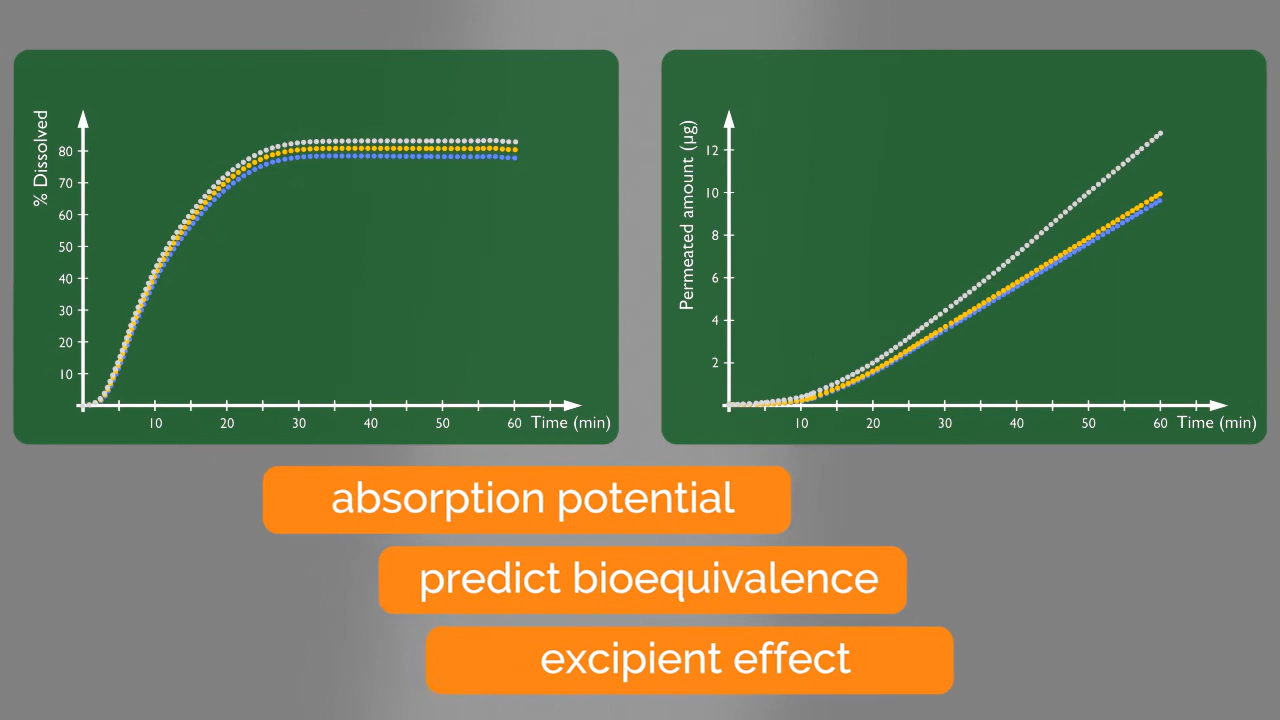 % Dissolved
80
70
60
50
40
30
20
10
10 20 30 40 50 60 Time (min)
Permeated amount (µg)
12
10
8
6
4
2
10 20 30 40 50 60 Time (min)
absorption potential
predict bioequivalence
excipient effect